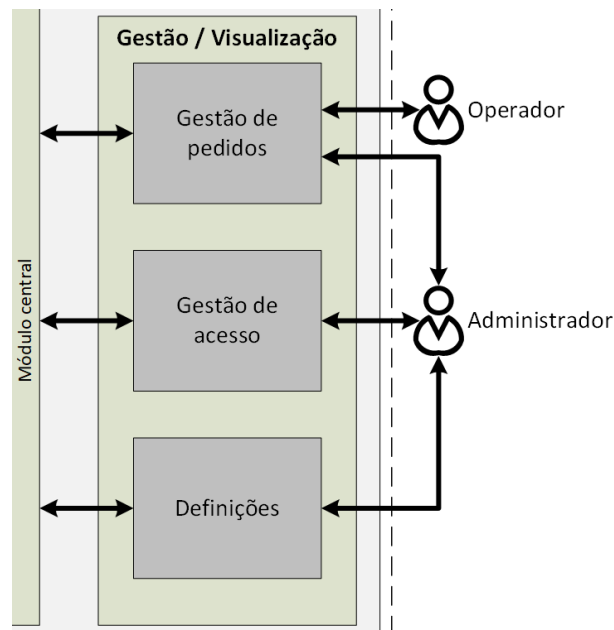 Gestão / Visualização
Gestão de
pedidos
Operador
Gestão de
acesso
Administrador
Definições
Módulo central